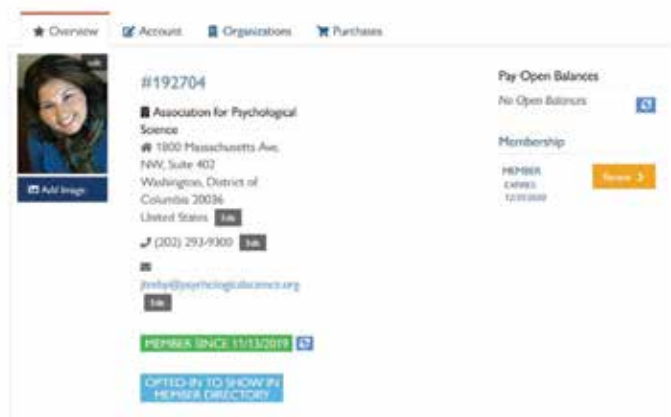 Overview
Account
Organizations
Purchases
Edit
Add Image
#192704
Association for Psychological
Science
1800 Massachusetts Ave.
NW, Suite 402
Washington, District of
Columbia 20036
United States Edit
(202) 293-9300 Edit
Edit
MEMBER SINCE 11/13/2019
OPTED-IN TO SHOW IN
MEMBER DIRECTORY
Pay Open Balances
No Open Balances
Membership
MEMBER
EXPIRES
Renew